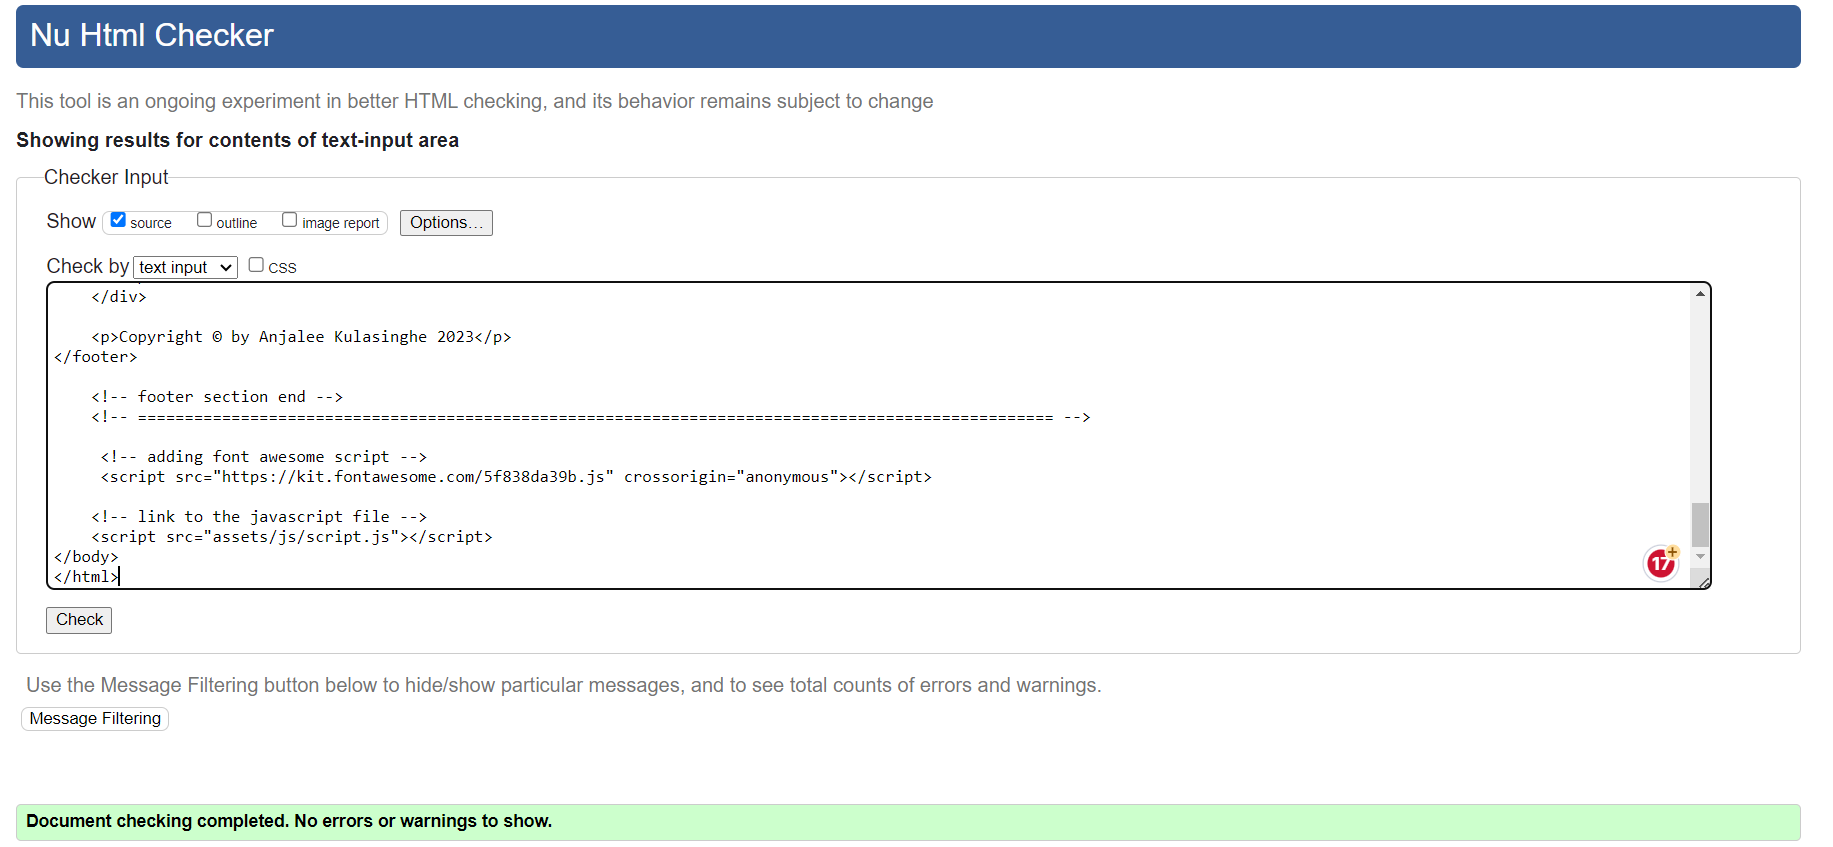 Nu Html Checker
This tool is an ongoing experiment in better HTML checking, and its behavior remains subject to change
Showing results for contents of text-input area
Checker Input
Show source outline image report Options...
Check by text input CSS
</div>
<p>Copyright © by Anjalee Kulasinghe 2023</p>
</footer>
<!-- footer section end -->
<!-- ================================================================================================== -->
<!-- adding font awesome script -->
<script src="https://kit.fontawesome.com/5f838da39b.js" crossorigin="anonymous"></script>
<!-- link to the javascript file -->
<script src="assets/js/script.js"></script>
</body>
</html>
17+
Check
Use the Message Filtering button below to hide/show particular messages, and to see total counts of errors and warnings.
Message Filtering
Document checking completed. No errors or warnings to show.